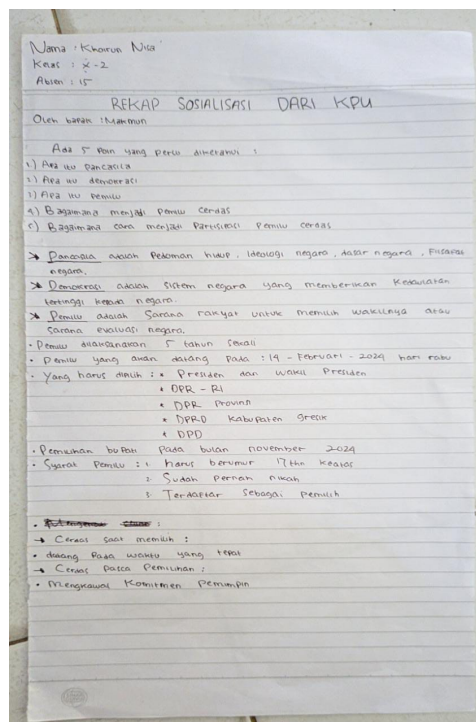 Nama : Khoirun Nisa'
Kelas : X-2
Absen : 15
REKAP SOSIALISASI DARI KPU
Oleh bapak : Makmun
Ada 5 Poin yang perlu diketahui :
1.) Apa itu pancasila
2.) Apa itu demokrasi
3) Apa itu Pemilu
4) Bagaimana menjadi Pemilu Cerdas
5) Bagaimana cara menjadi Partisipasi Pemilu cerdas
* Pancasila adalah Pedoman hidup, ideologi negara, dasar negara, Filsafat
negara.
* Demokrasi adalah sistem negara yang memberikan Kedaulatan
tertinggi kepada negara.
* Pemilu adalah Sarana rakyat untuk memilih wakilnya atau
sarana evaluasi negara.
• Pemilu dilaksanakan 5 tahun sekali
• Pemilu yang akan datang pada : 14 - Februari - 2024 hari rabu
• Yang harus dipilih : • Presiden dan wakil Presiden
• DPR - RI
• DPR Provinsi
• DPRD Kabupaten Gresik
• DPD
• Pemilihan bupati pada bulan november 2024
• Syarat Pemilu : 1. harus berumur 17 thn keatas
2. Sudah pernah nikah
3. Terdaftar sebagai pemilih
→ Cerdas saat memilih :
• datang Pada waktu yang tepat
→ Cerdas pasca Pemilihan :
• Mengkawal Komitmen Pemimpin